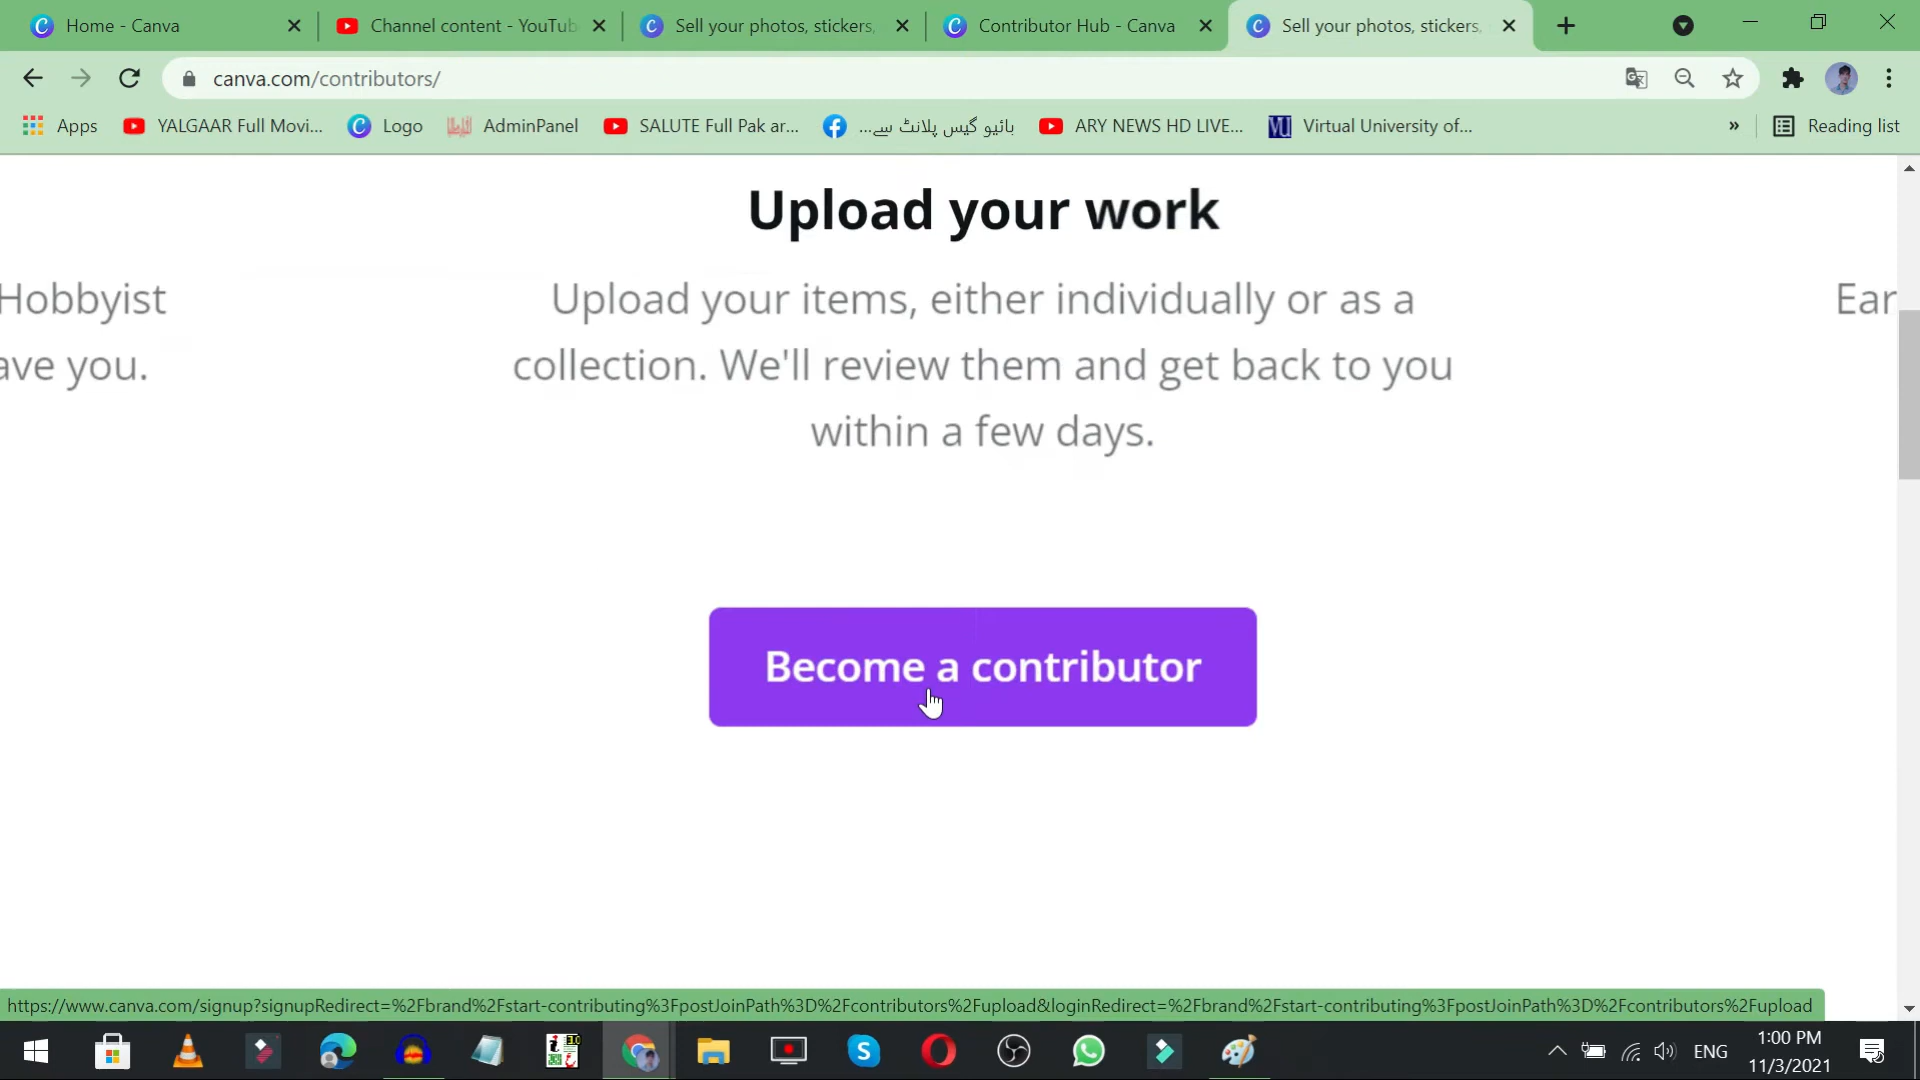 Home - Canva
Channel content - YouTub
Sell your photos, stickers,
Contributor Hub - Canva
Sell your photos, stickers,
canva.com/contributors/
Apps
YALGAAR Full Movi...
Logo
AdminPanel
SALUTE Full Pak ar...
بائیو گیس پلانٹ سے...
ARY NEWS HD LIVE...
Virtual University of...
»
Reading list
Upload your work
Hobbyist
Upload your items, either individually or as a
Ear
ave you.
collection. We'll review them and get back to you
within a few days.
Become a contributor
https://www.canva.com/signup?signupRedirect=%2Fbrand%2Fstart-contributing%3FpostJoinPath%3D%2Fcontributors%2Fupload&loginRedirect=%2Fbrand%2Fstart-contributing%3FpostJoinPath%3D%2Fcontributors%2Fupload
ENG
1:00 PM
11/3/2021